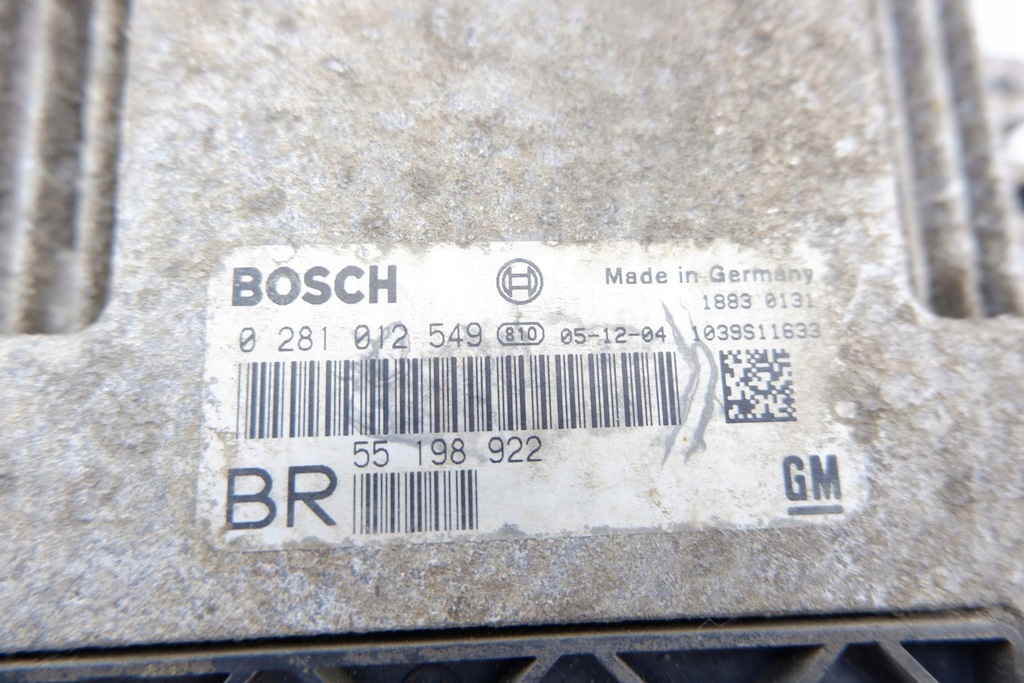 BOSCH
Made in Germany
1883 0131
0 281 012 549 810 05-12-04 1039S11633
55 198 922
BR
GM